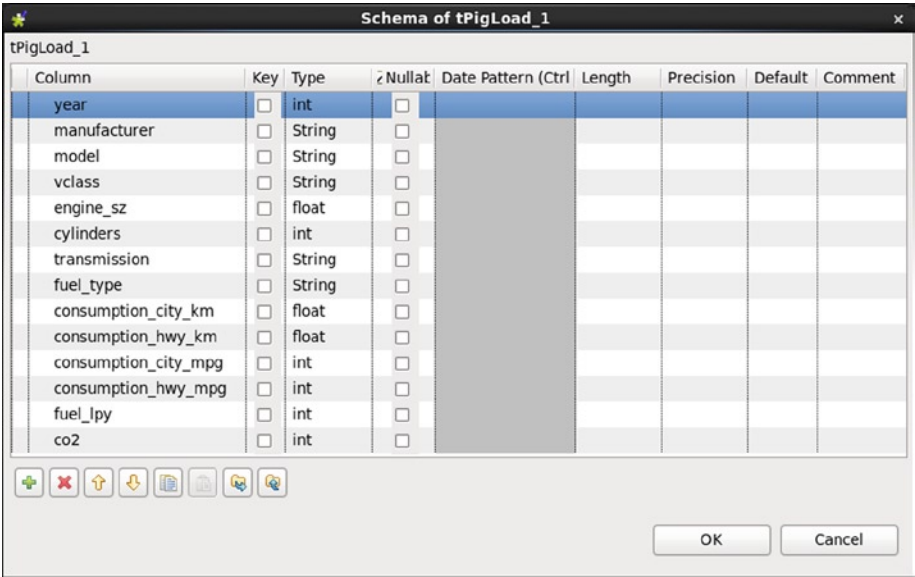 Schema of tPigLoad_1
tPigLoad_1
Column Key Type Nullat Date Pattern (Ctrl Length Precision Default Comment
year int
manufacturer String
model String
vclass String
engine_sz float
cylinders int
transmission String
fuel_type String
consumption_city_km float
consumption_hwy_km float
consumption_city_mpg int
consumption_hwy_mpg int
fuel_lpy int
co2 int
OK Cancel